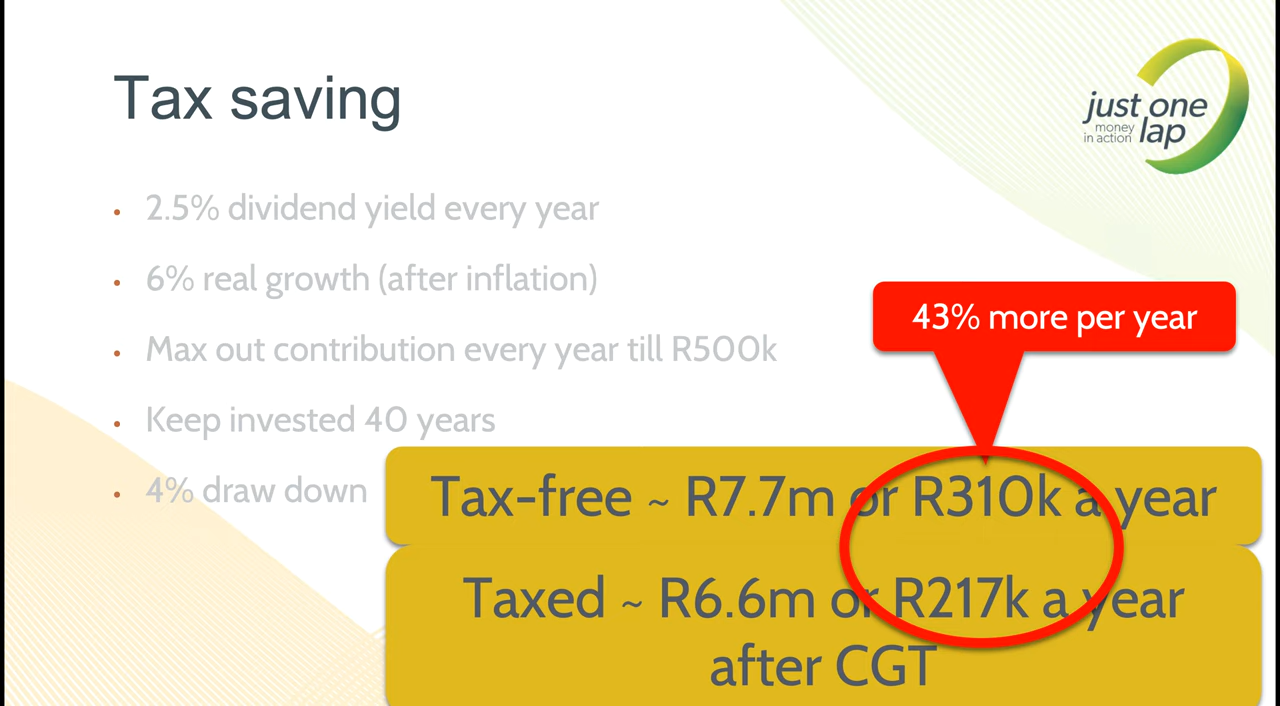 Tax saving
just one
money
in action
lap
• 2.5% dividend yield every year
• 6% real growth (after inflation)
43% more per year
• Max out contribution every year till R500k
• Keep invested 40 years
• 4% draw down
Tax-free ~ R7.7m or R310k a year
Taxed ~ R6.6m or R217k a year
after CGT